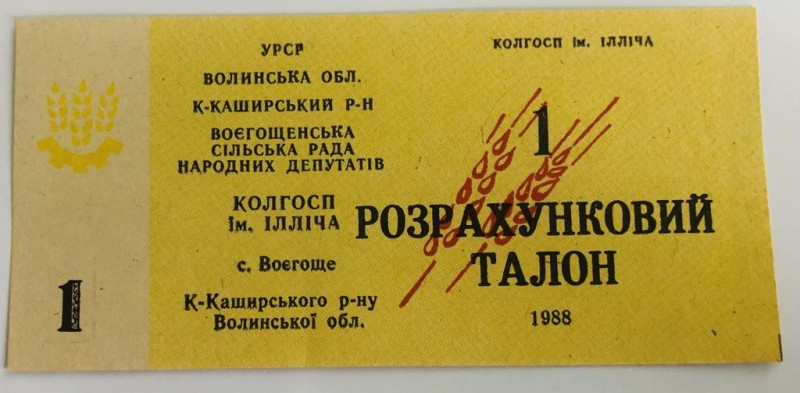 УРСР
ВОЛИНСЬКА ОБЛ.
К-КАШИРСЬКИЙ Р-Н
ВОЄГОЩЕНСЬКА
СІЛЬСЬКА РАДА
НАРОДНИХ ДЕПУТАТІВ
КОЛГОСП
Ім. ІЛЛІЧА
с. Воєгоще
К-Каширського р-ну
Волинської обл.
1
КОЛГОСП Ім. ІЛЛІЧА
1
РОЗРАХУНКОВИЙ
ТАЛОН
1988